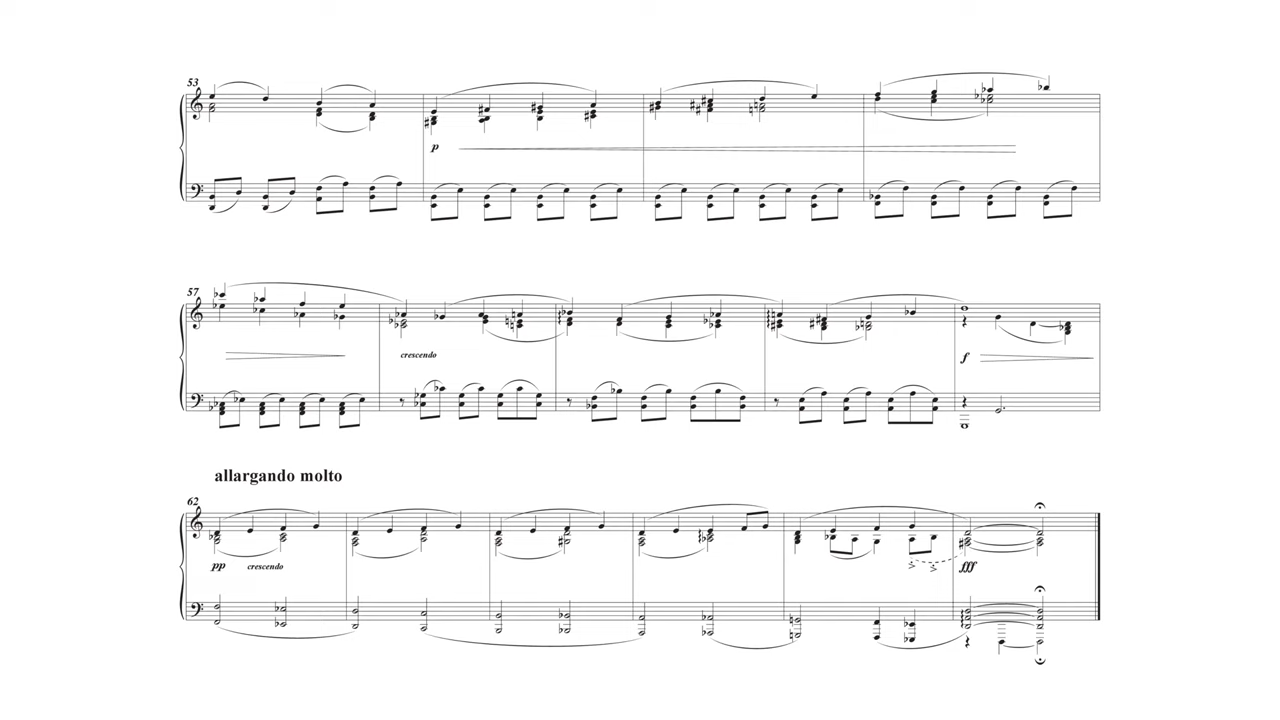 53
p
57
crescendo
f
allargando molto
62
pp crescendo fff